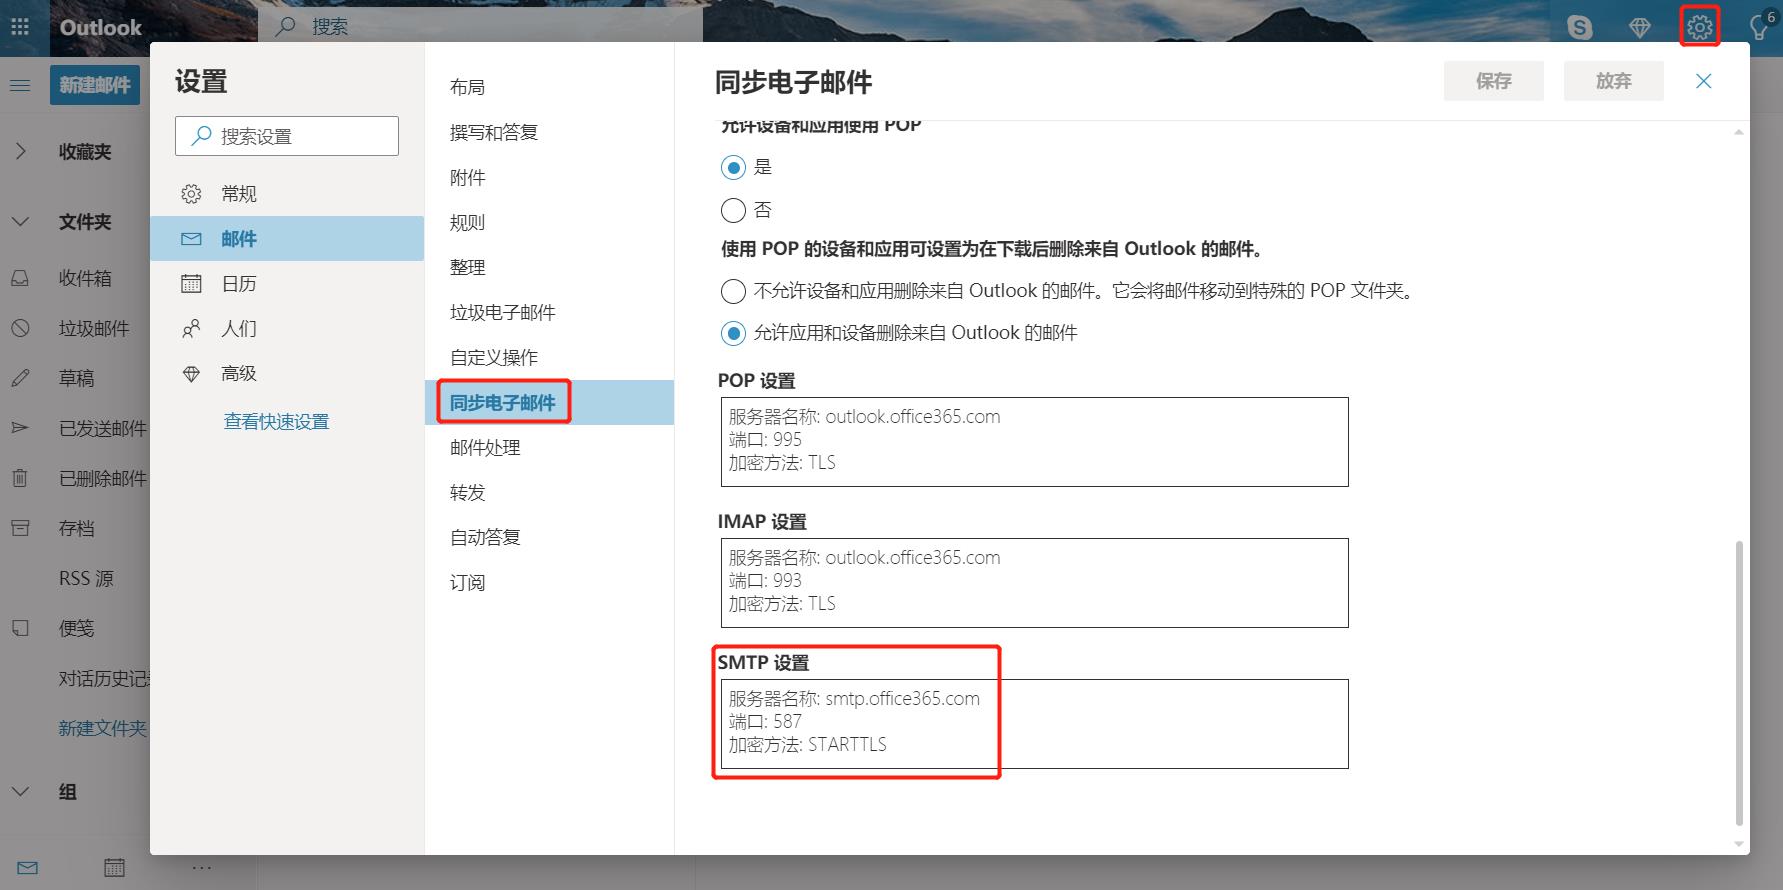 Outlook
搜索
6
新建邮件
收藏夹
文件夹
收件箱
垃圾邮件
草稿
已发送邮件
已删除邮件
存档
RSS 源
便笺
对话历史记录
新建文件夹
组
设置
搜索设置
常规
邮件
日历
人们
高级
查看快速设置
布局
撰写和答复
附件
规则
整理
垃圾电子邮件
自定义操作
同步电子邮件
邮件处理
转发
自动答复
订阅
同步电子邮件
保存
放弃
允许设备和应用使用 POP
是
否
使用 POP 的设备和应用可设置为在下载后删除来自 Outlook 的邮件。
不允许设备和应用删除来自 Outlook 的邮件。它会将邮件移动到特殊的 POP 文件夹。
允许应用和设备删除来自 Outlook 的邮件
POP 设置
服务器名称: outlook.office365.com
端口: 995
加密方法: TLS
IMAP 设置
服务器名称: outlook.office365.com
端口: 993
加密方法: TLS
SMTP 设置
服务器名称: smtp.office365.com
端口: 587
加密方法: STARTTLS